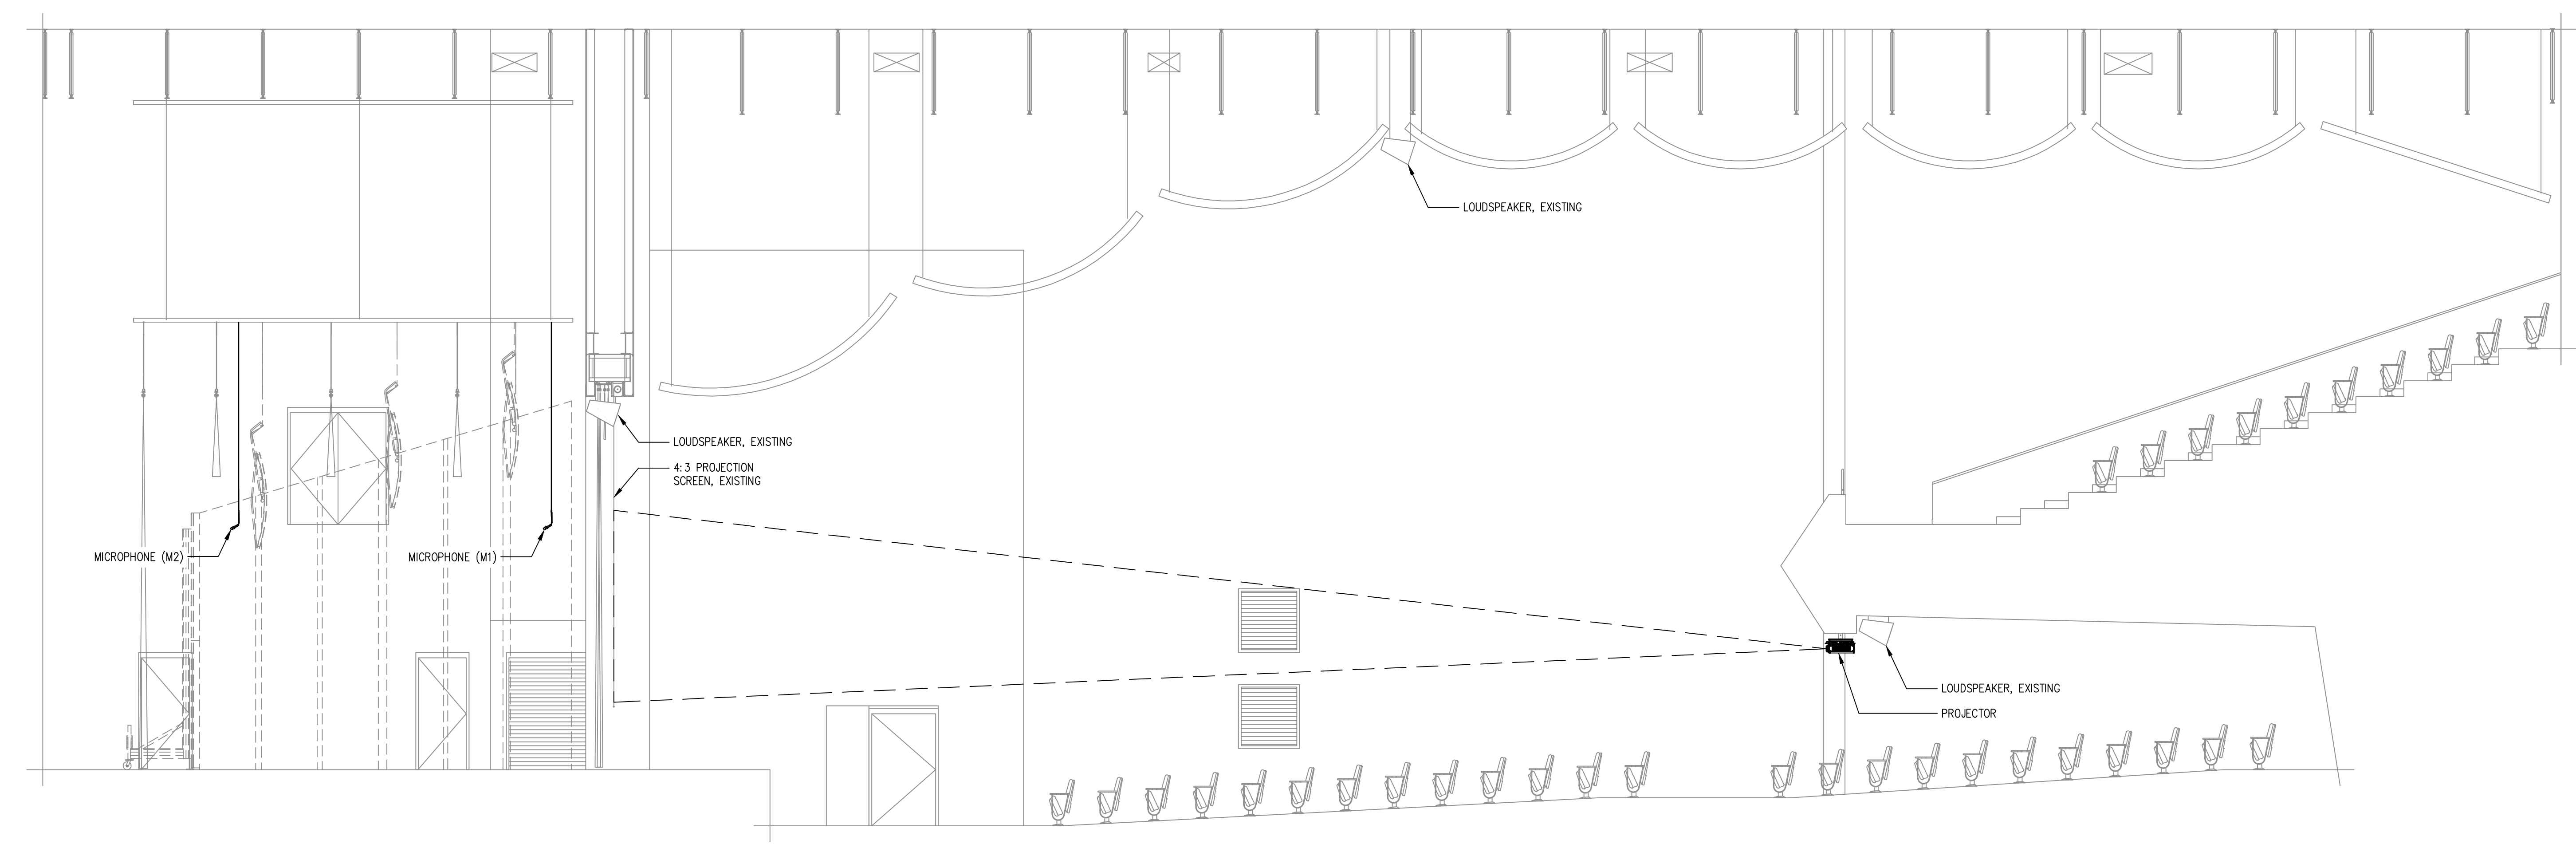 LOUDSPEAKER, EXISTING
LOUDSPEAKER, EXISTING
4:3 PROJECTION
SCREEN, EXISTING
MICROPHONE (M2)
MICROPHONE (M1)
LOUDSPEAKER, EXISTING
PROJECTOR